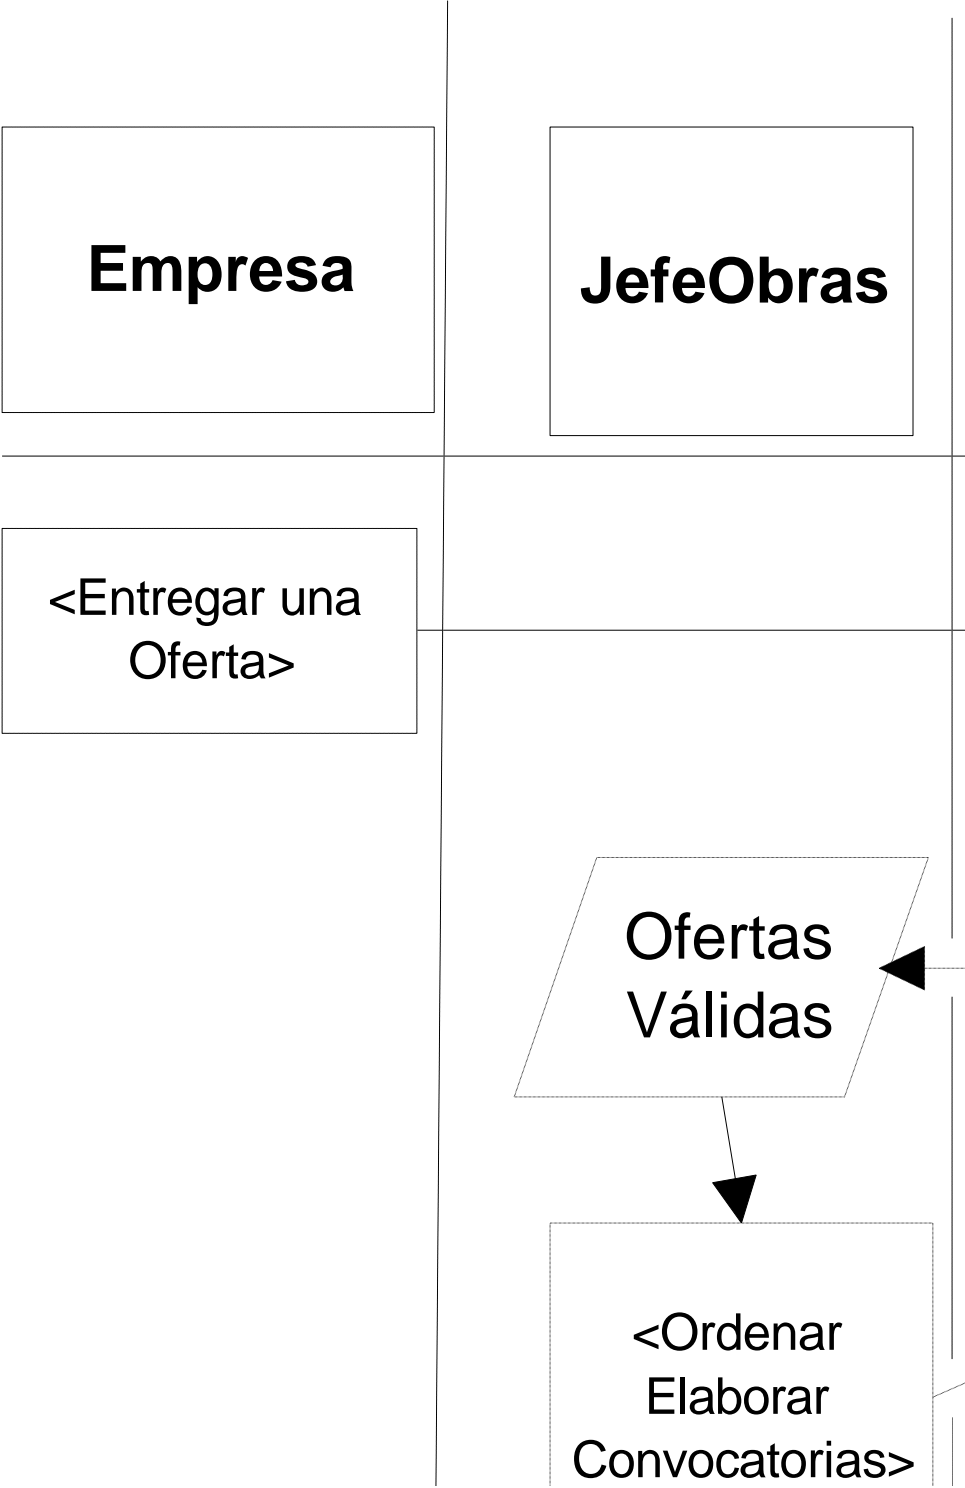 Empresa
JefeObras
<Entregar una
Oferta>
Ofertas
Válidas
<Ordenar
Elaborar
Convocatorias>